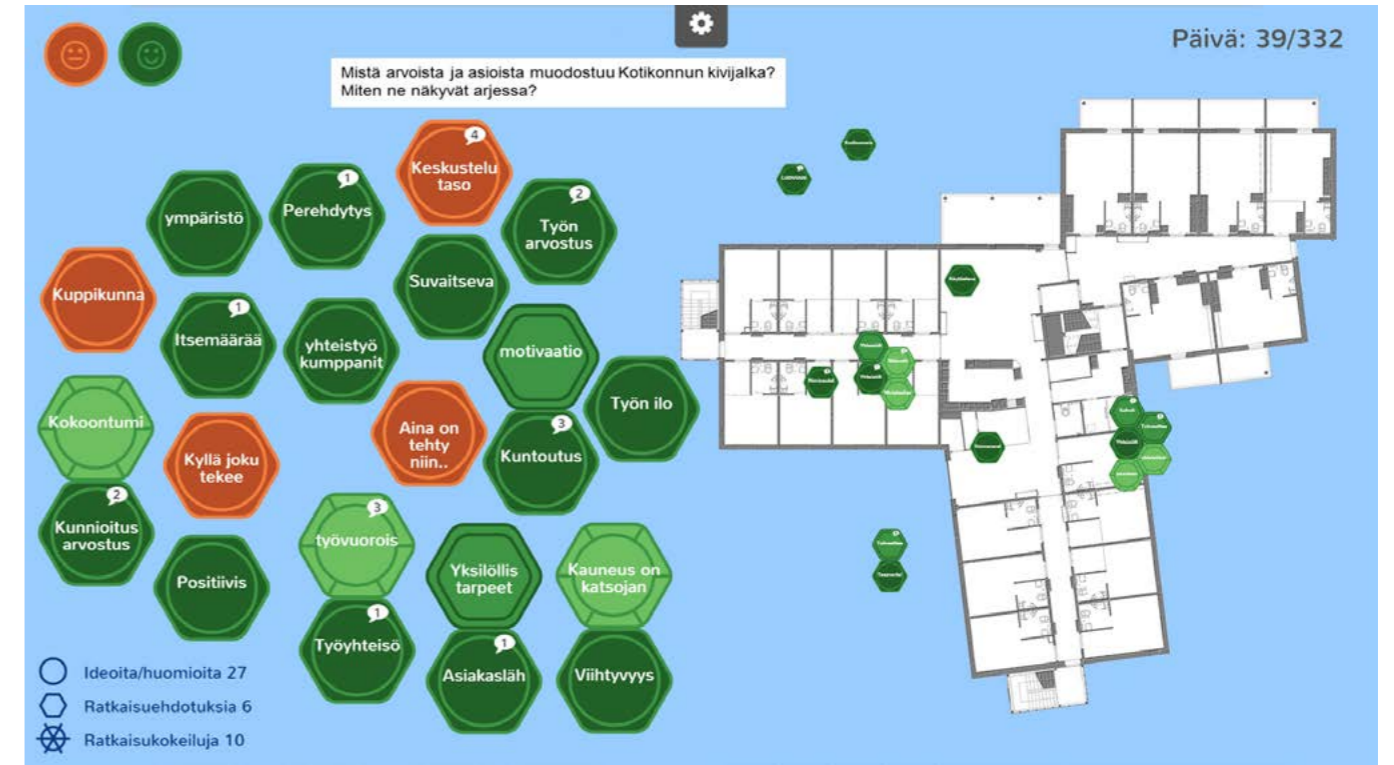 Päivä: 39/332
Mistä arvoista ja asioista muodostuu Kotikonnun kivijalka?
Miten ne näkyvät arjessa?
4
Keskustelu
taso
1
Perehdytys
ympäristö
2
Työn
arvostus
Kuppikunna
Suvaitseva
1
Itsemäärää
yhteistyö
kumppanit
motivaatio
Työn ilo
Kokoontumi
Aina on
tehty
niin..
3
Kuntoutus
Kyllä joku
tekee
2
Kunnioitus
arvostus
3
työvuorois
Positiivis
Yksilöllis
tarpeet
Kauneus on
katsojan
1
Työyhteisö
1
Asiakasläh
Viihtyvyys
Ideoita/huomioita 27
Ratkaisuehdotuksia 6
Ratkaisukokeiluja 10